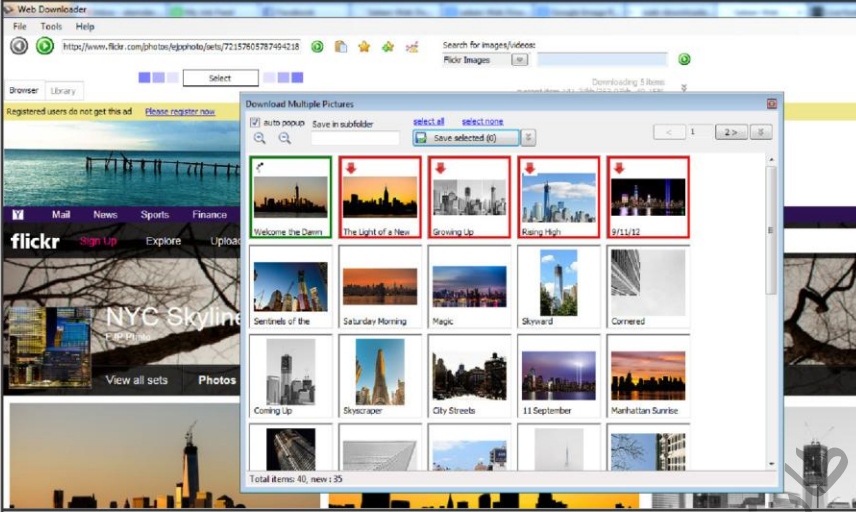 Web Downloader
File Tools Help
http://www.flickr.com/photos/ejpphoto/sets/72157605787494218
Search for images/videos:
Flickr Images
Select
Downloading 5 items
Browser Library
Registered users do not get this ad Please register now
Download Multiple Pictures
auto popup Save in subfolder select all select none
Save selected (0)
< 1 2 >
Welcome the Dawn The Light of a New Growing Up Rising High 9/11/12
Y! Mail News Sports Finance
flickr Sign Up Explore Upload
Sentinels of the Saturday Morning Magic Skyward Cornered
NYC Skyline
EJP Photo
View all sets Photos
Coming Up Skyscraper City Streets 11 September Manhattan Sunrise
Total items: 40, new : 35